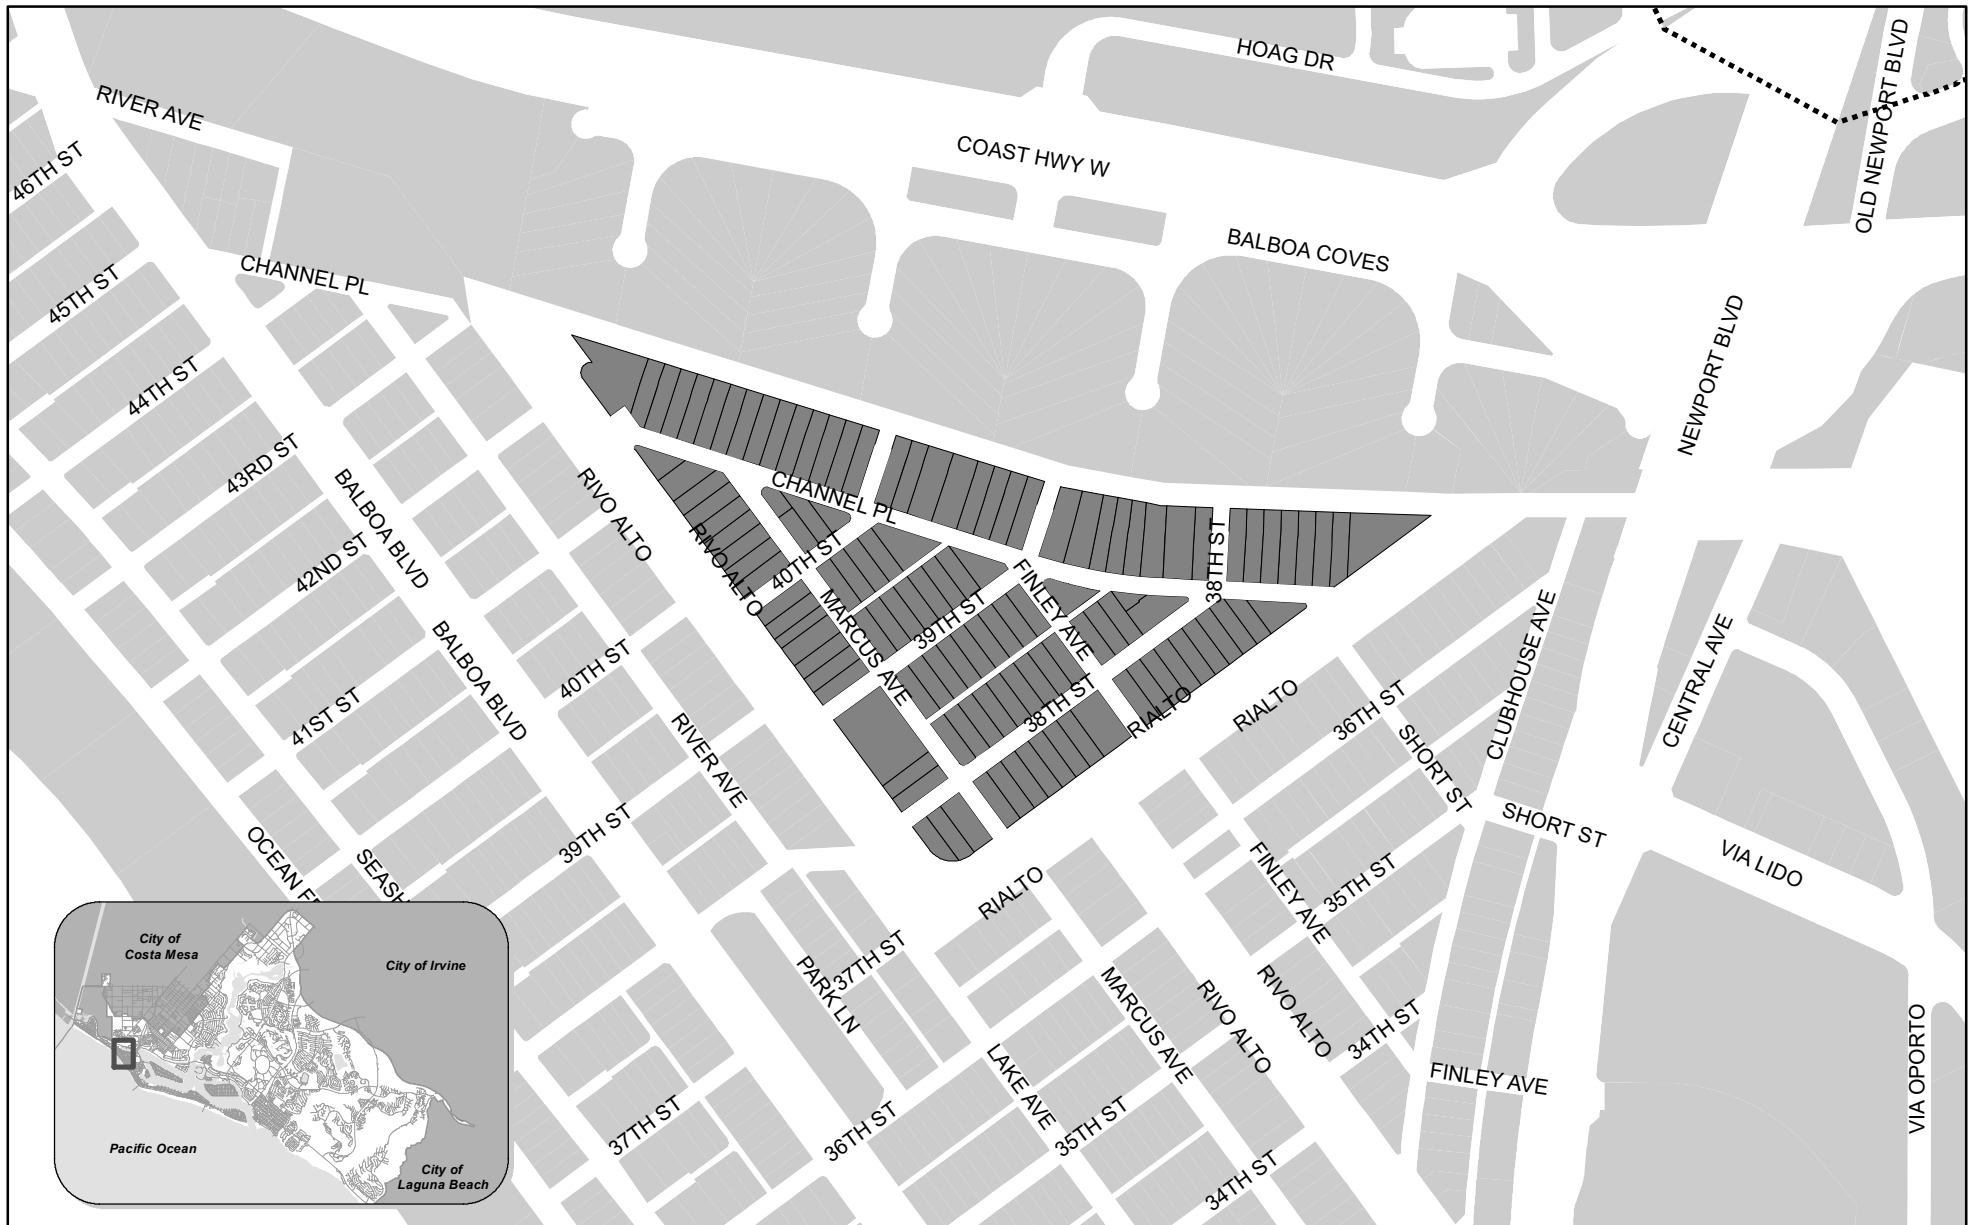 HOAG DR
OLD NEWPORT BLVD
RIVER AVE
COAST HWY W
46TH ST
BALBOA COVES
CHANNEL PL
45TH ST
NEWPORT BLVD
44TH ST
43RD ST
BALBOA BLVD
RIVO ALTO
CHANNEL PL
RIVO ALTO
40TH ST
38TH ST
42ND ST
FINLEY AVE
39TH ST
MARCUS AVE
CLUBHOUSE AVE
CENTRAL AVE
BALBOA BLVD
40TH ST
41ST ST
RIVER AVE
38TH ST
RIALTO
RIALTO
36TH ST
SHORT ST
SHORT ST
39TH ST
OCEAN
SEASH
RIALTO
FINLEY AVE
35TH ST
VIA LIDO
37TH ST
PARK LN
MARCUS AVE
RIVO ALTO
RIVO ALTO
34TH ST
LAKE AVE
FINLEY AVE
VIA OPORTO
37TH ST
36TH ST
35TH ST
34TH ST
City of
Costa Mesa
City of Irvine
Pacific Ocean
City of
Laguna Beach